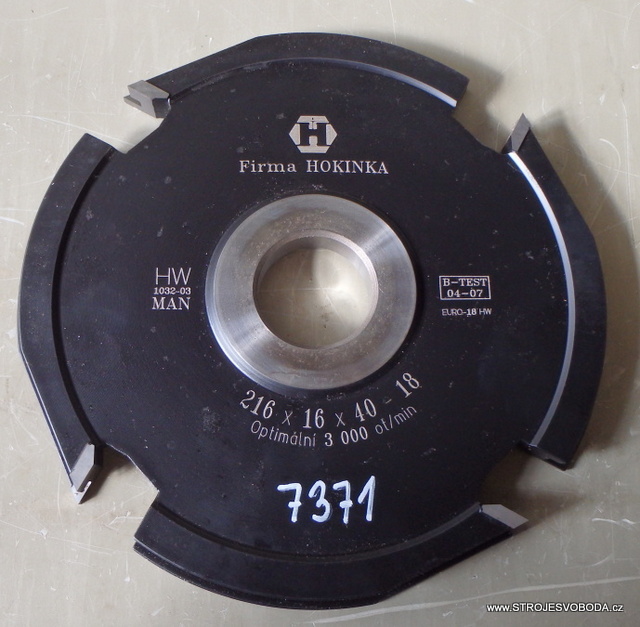 H
Firma HOKINKA
HW
1032-03
MAN
B-TEST
04-07
EURO-18 HW
216 x 16 x 40 - 18
Optimální 3 000 ot/min
7371
www.STROJESVOBODA.cz